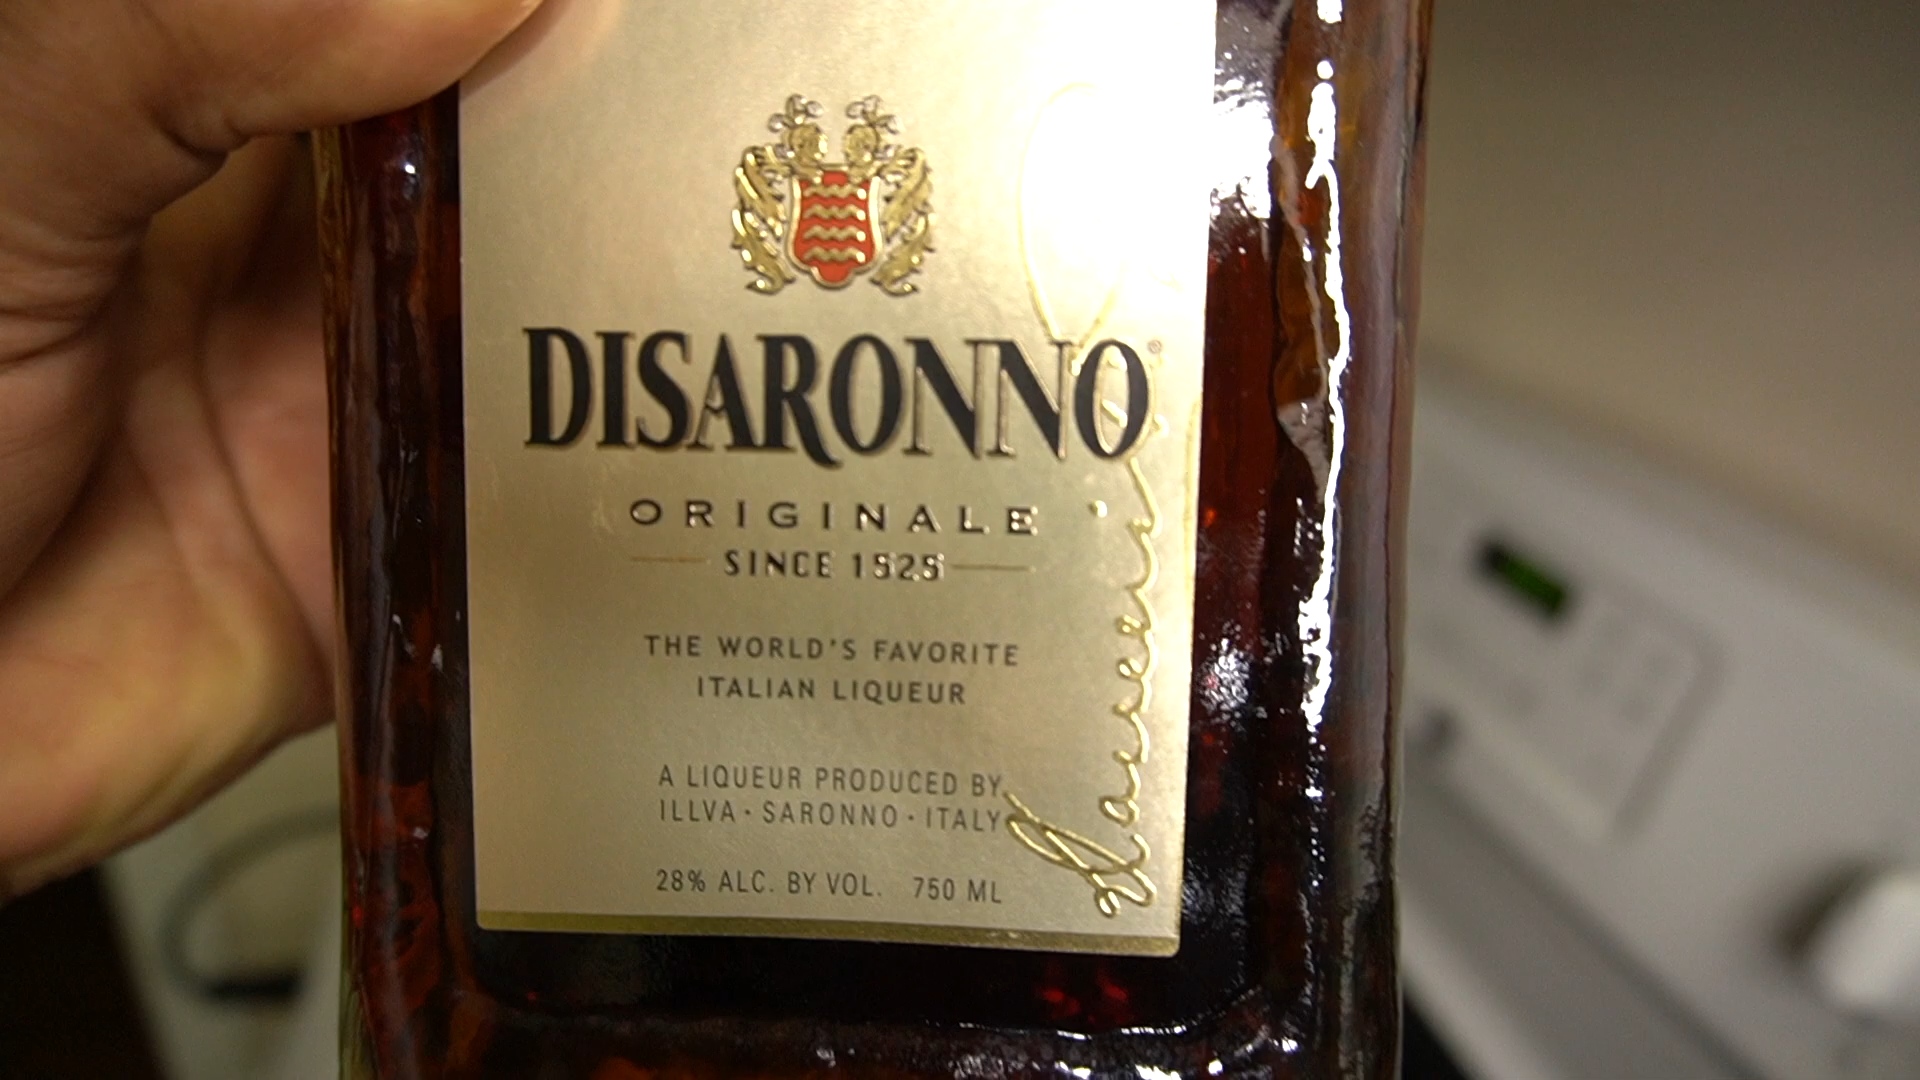 DISARONNO®
ORIGINALE
SINCE 1525
THE WORLD'S FAVORITE
ITALIAN LIQUEUR
A LIQUEUR PRODUCED BY
ILLVA · SARONNO · ITALY
28% ALC. BY VOL. 750 ML